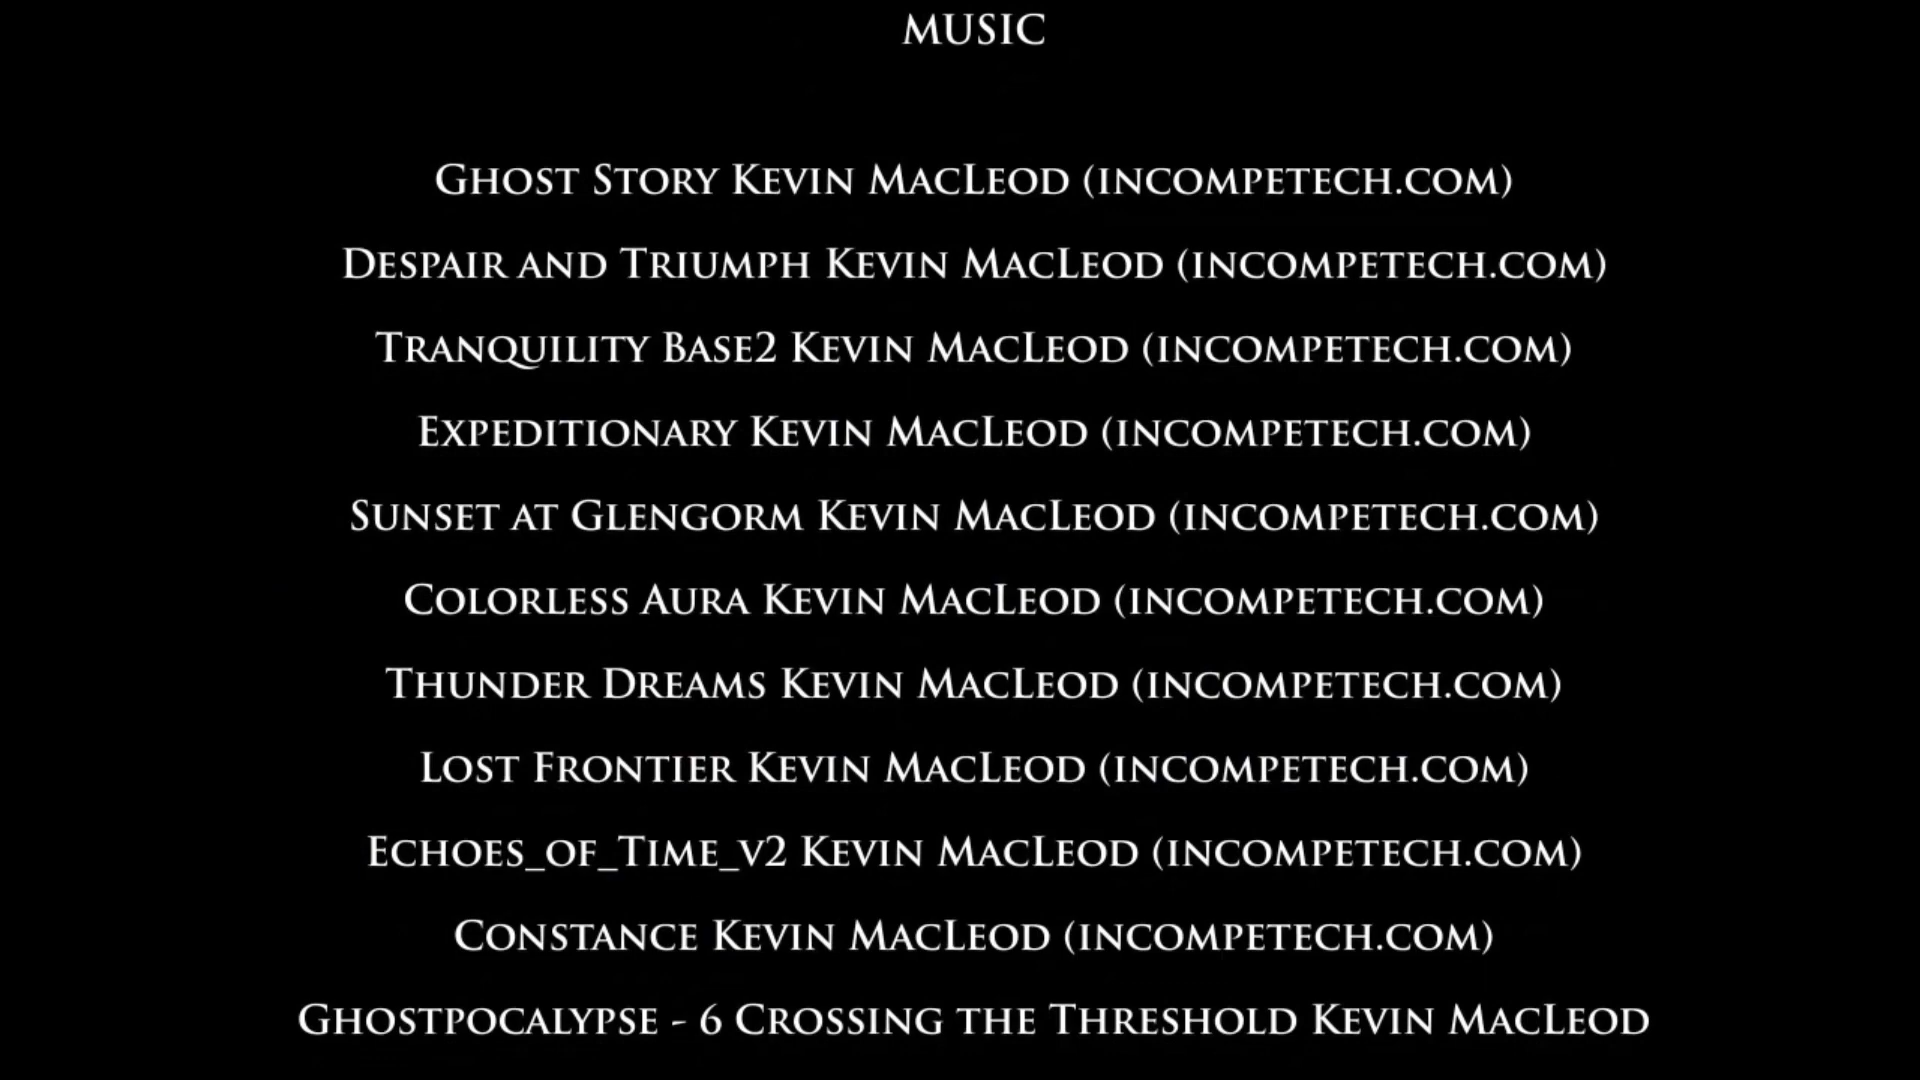 MUSIC
Ghost Story Kevin MacLeod (incompetech.com)
Despair and Triumph Kevin MacLeod (incompetech.com)
Tranquility Base2 Kevin MacLeod (incompetech.com)
Expeditionary Kevin MacLeod (incompetech.com)
Sunset at Glengorm Kevin MacLeod (incompetech.com)
Colorless Aura Kevin MacLeod (incompetech.com)
Thunder Dreams Kevin MacLeod (incompetech.com)
Lost Frontier Kevin MacLeod (incompetech.com)
Echoes_of_Time_v2 Kevin MacLeod (incompetech.com)
Constance Kevin MacLeod (incompetech.com)
Ghostpocalypse - 6 Crossing the Threshold Kevin MacLeod